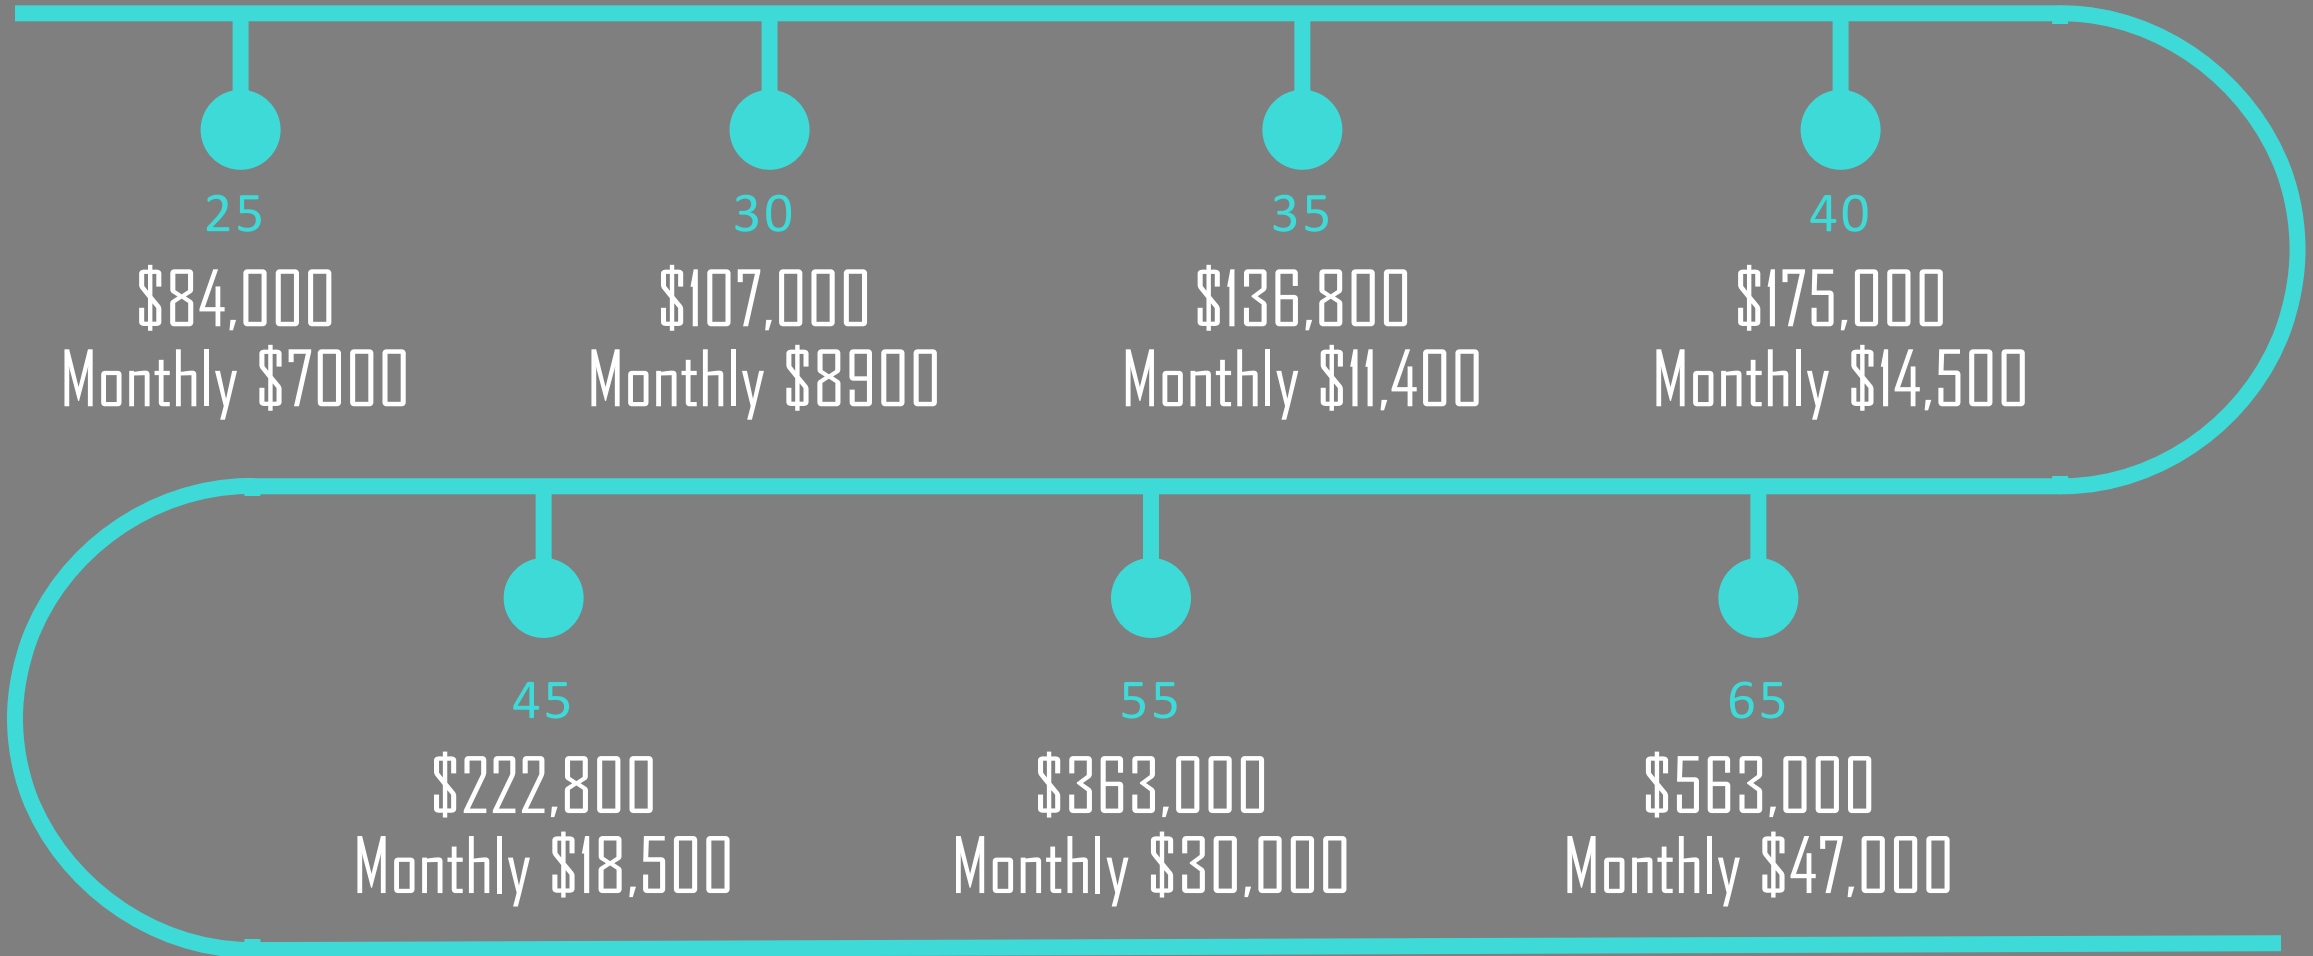 25
$84,000
Monthly $7000
30
$107,000
Monthly $8900
35
$136,800
Monthly $11,400
40
$175,000
Monthly $14,500
45
$222,800
Monthly $18,500
55
$363,000
Monthly $30,000
65
$563,000
Monthly $47,000